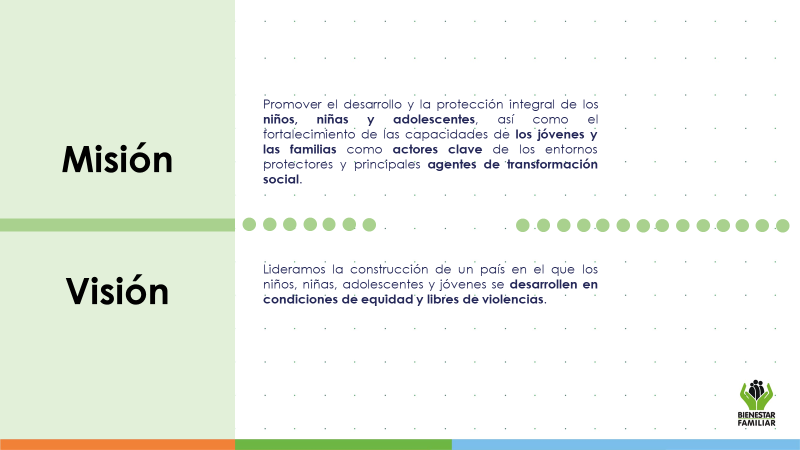 Misión
Promover el desarrollo y la protección integral de los
niños, niñas y adolescentes, así como el
fortalecimiento de las capacidades de los jóvenes y
las familias como actores clave de los entornos
protectores y principales agentes de transformación
social.
Visión
Lideramos la construcción de un país en el que los
niños, niñas, adolescentes y jóvenes se desarrollen en
condiciones de equidad y libres de violencias.
BIENESTAR
FAMILIAR